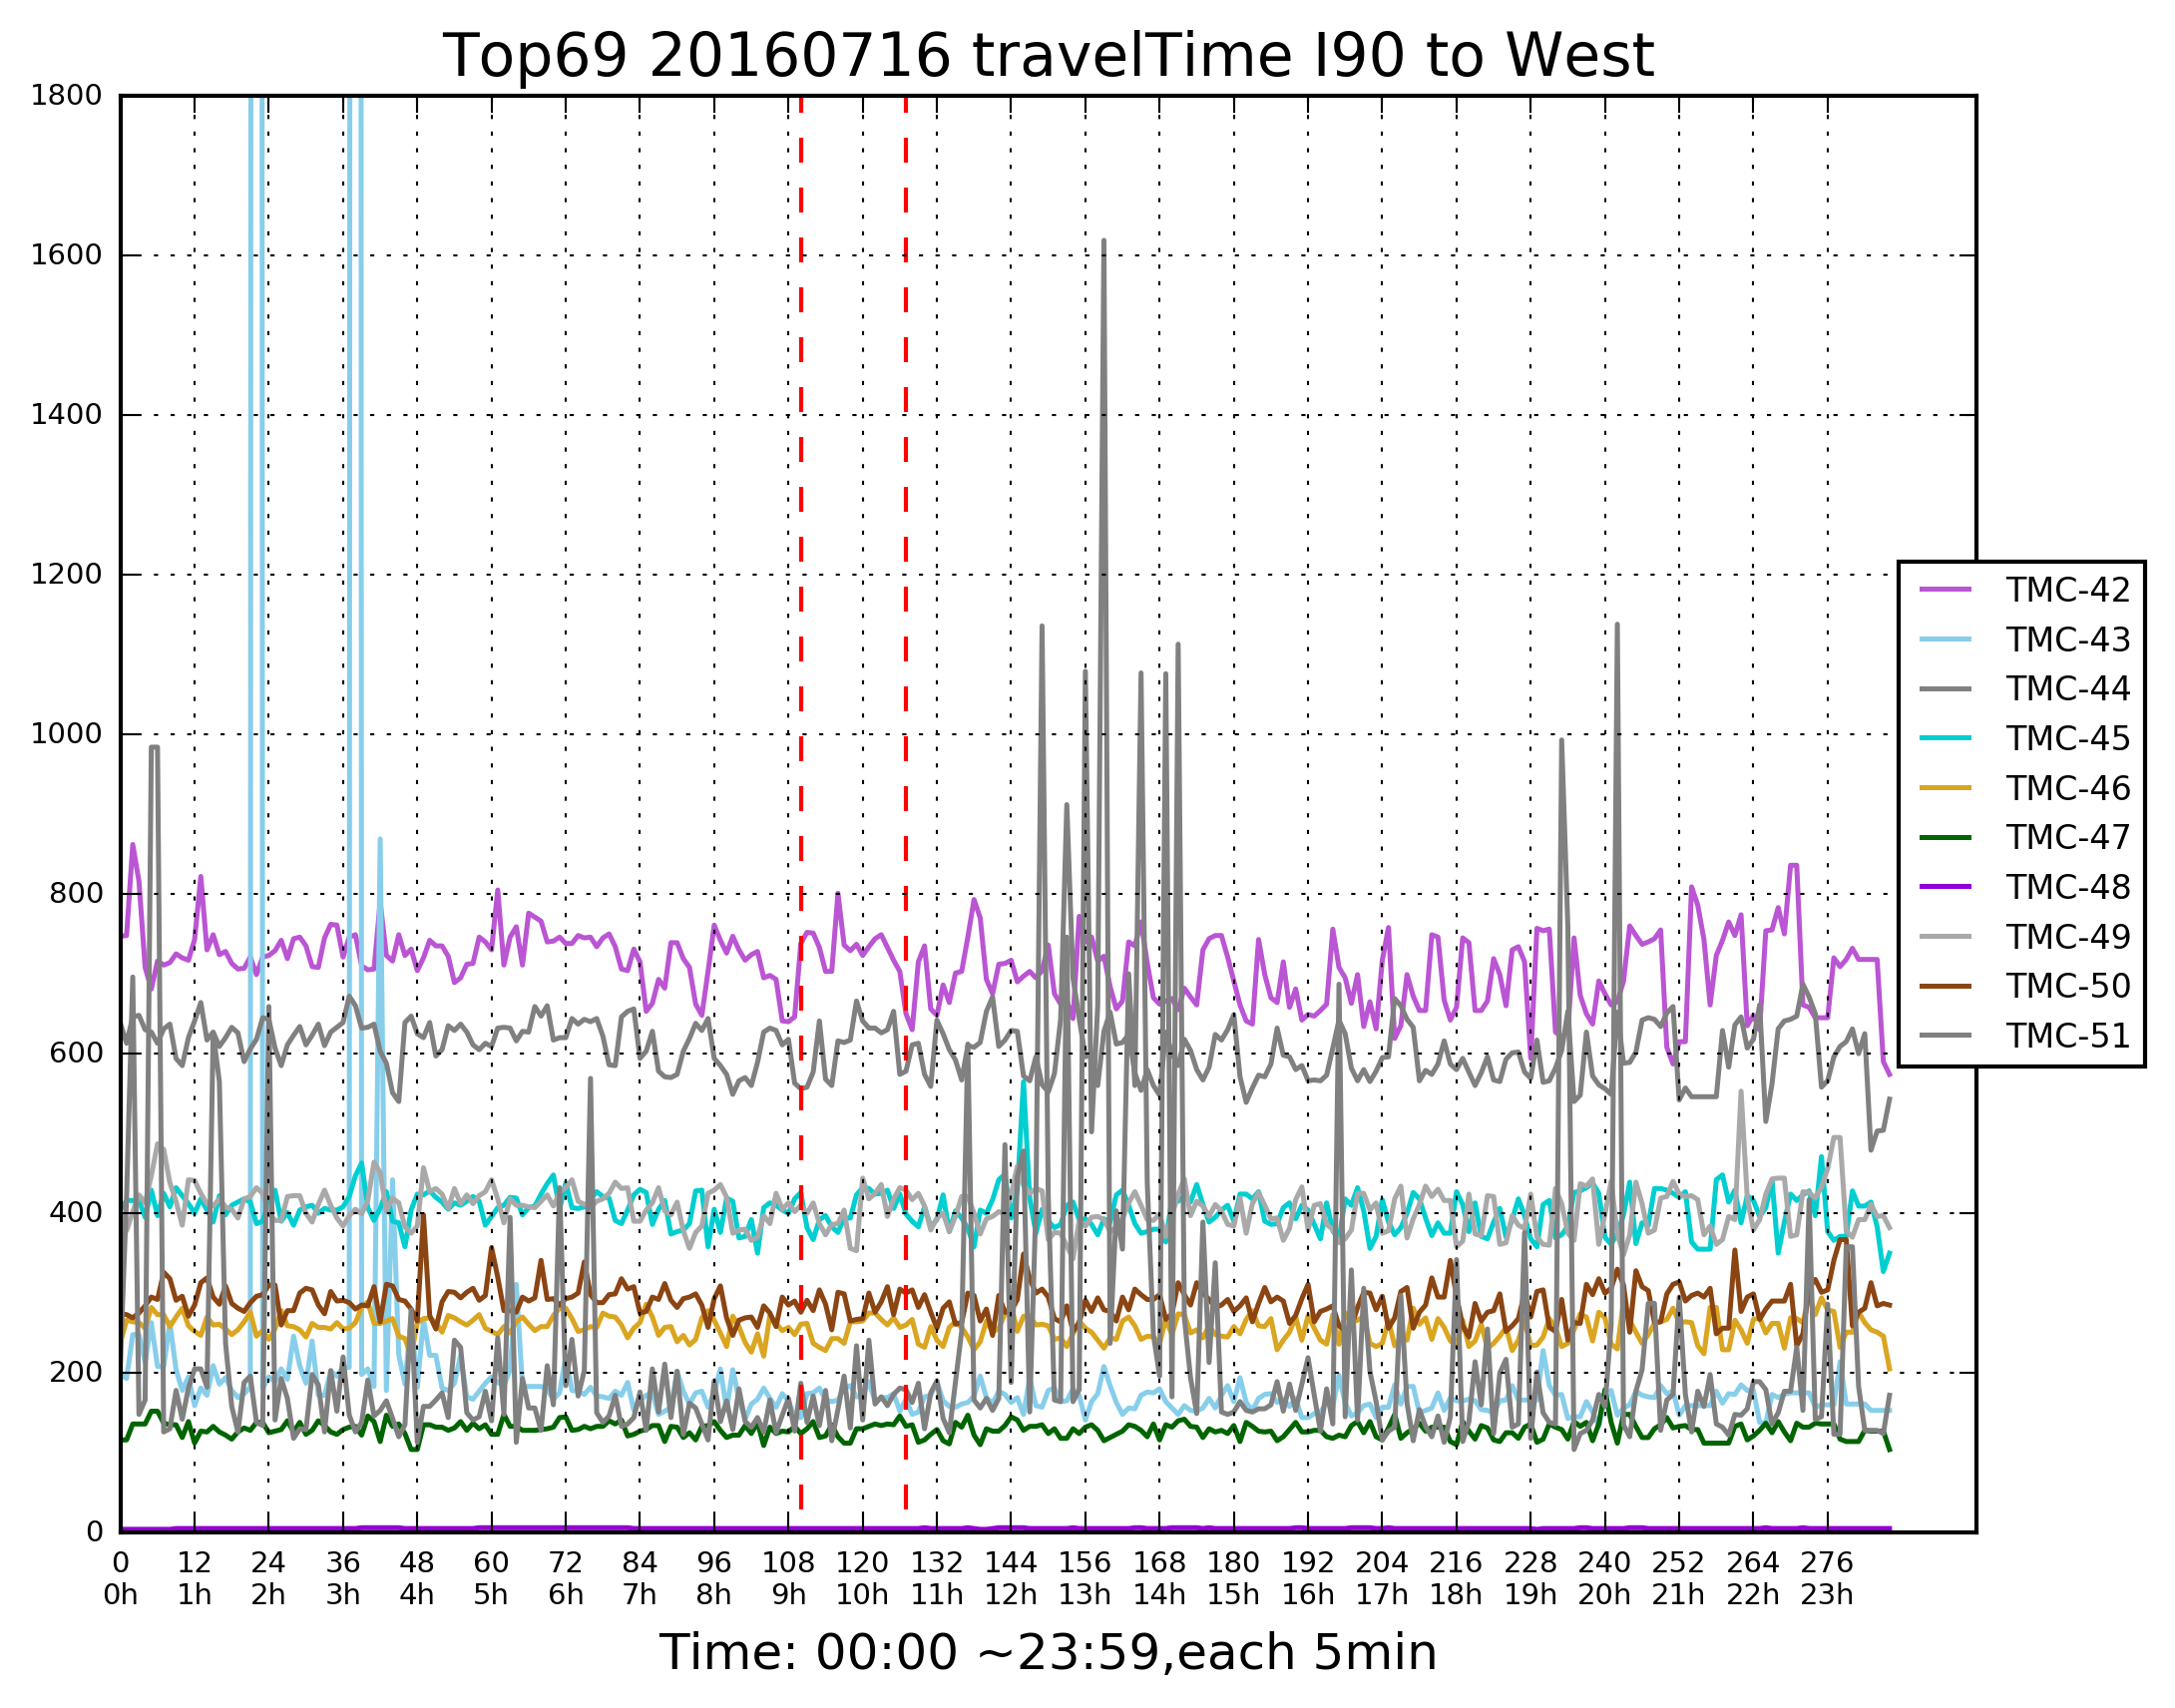 Top69 20160716 travelTime I90 to West
1800
1600
1400
1200
1000
800
600
400
200
0
TMC-42
TMC-43
TMC-44
TMC-45
TMC-46
TMC-47
TMC-48
TMC-49
TMC-50
TMC-51
0 12 24 36 48 60 72 84 96 108 120 132 144 156 168 180 192 204 216 228 240 252 264 276
0h 1h 2h 3h 4h 5h 6h 7h 8h 9h 10h 11h 12h 13h 14h 15h 16h 17h 18h 19h 20h 21h 22h 23h
Time: 00:00 ~23:59,each 5min